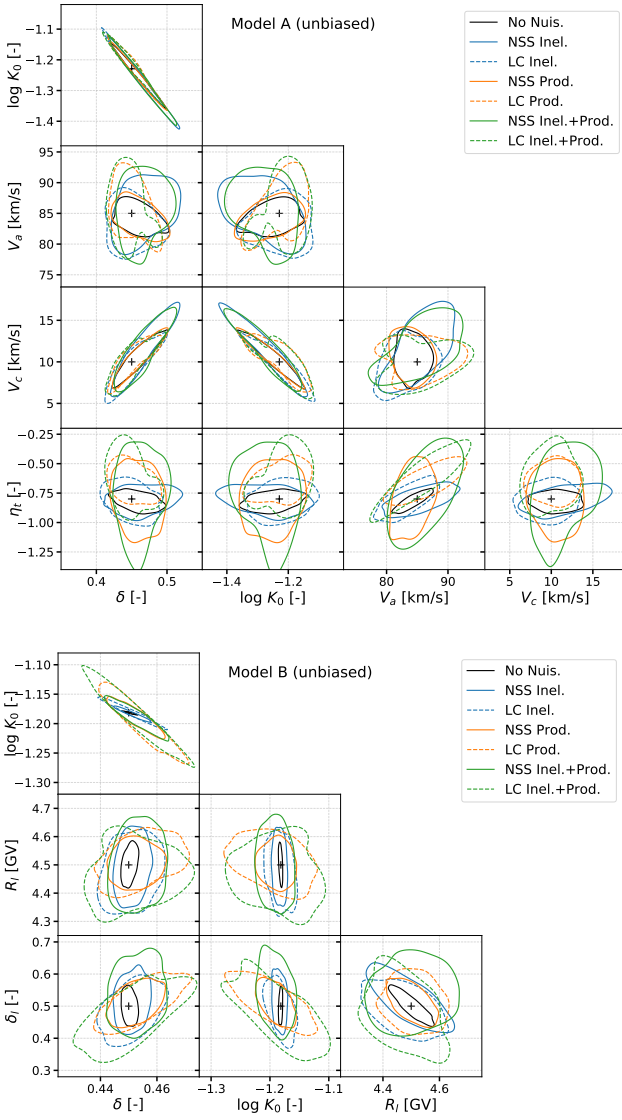 Model A (unbiased)
No Nuis.
NSS Inel.
LC Inel.
NSS Prod.
LC Prod.
NSS Inel.+Prod.
LC Inel.+Prod.
log K₀ [-]
−1.1
−1.2
−1.3
−1.4
Vₐ [km/s]
95
90
85
80
75
V_c [km/s]
15
10
5
η_t [-]
−0.25
−0.50
−0.75
−1.00
−1.25
0.4 0.5
−1.4 −1.2
80 90
5 10 15
δ [-]
log K₀ [-]
Vₐ [km/s]
V_c [km/s]
Model B (unbiased)
No Nuis.
NSS Inel.
LC Inel.
NSS Prod.
LC Prod.
NSS Inel.+Prod.
LC Inel.+Prod.
log K₀ [-]
−1.10
−1.15
−1.20
−1.25
−1.30
R_l [GV]
4.7
4.6
4.5
4.4
4.3
δ_l [-]
0.7
0.6
0.5
0.4
0.3
0.44 0.46
−1.3 −1.2 −1.1
4.4 4.6
δ [-]
log K₀ [-]
R_l [GV]